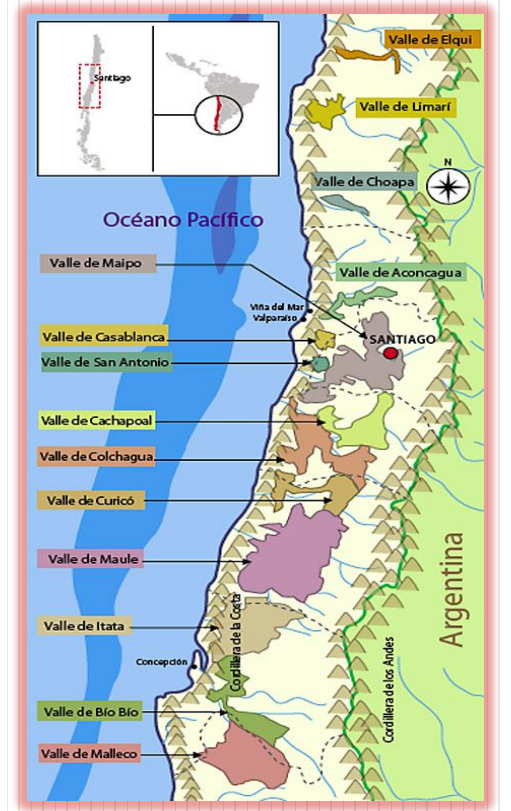 Santiago
Valle de Elqui
Valle de Limarí
N
Valle de Choapa
Océano Pacífico
Valle de Maipo
Valle de Aconcagua
Viña del Mar
Valparaíso
Valle de Casablanca
SANTIAGO
Valle de San Antonio
Valle de Cachapoal
Valle de Colchagua
Valle de Curicó
Valle de Maule
Argentina
Valle de Itata
Cordillera de la Costa
Concepción
Cordillera de los Andes
Valle de Bío Bío
Valle de Malleco